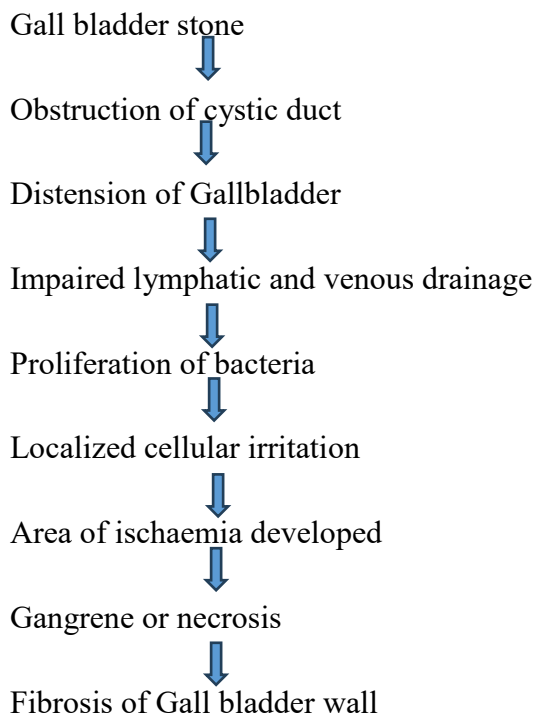 Gall bladder stone
Obstruction of cystic duct
Distension of Gallbladder
Impaired lymphatic and venous drainage
Proliferation of bacteria
Localized cellular irritation
Area of ischaemia developed
Gangrene or necrosis
Fibrosis of Gall bladder wall